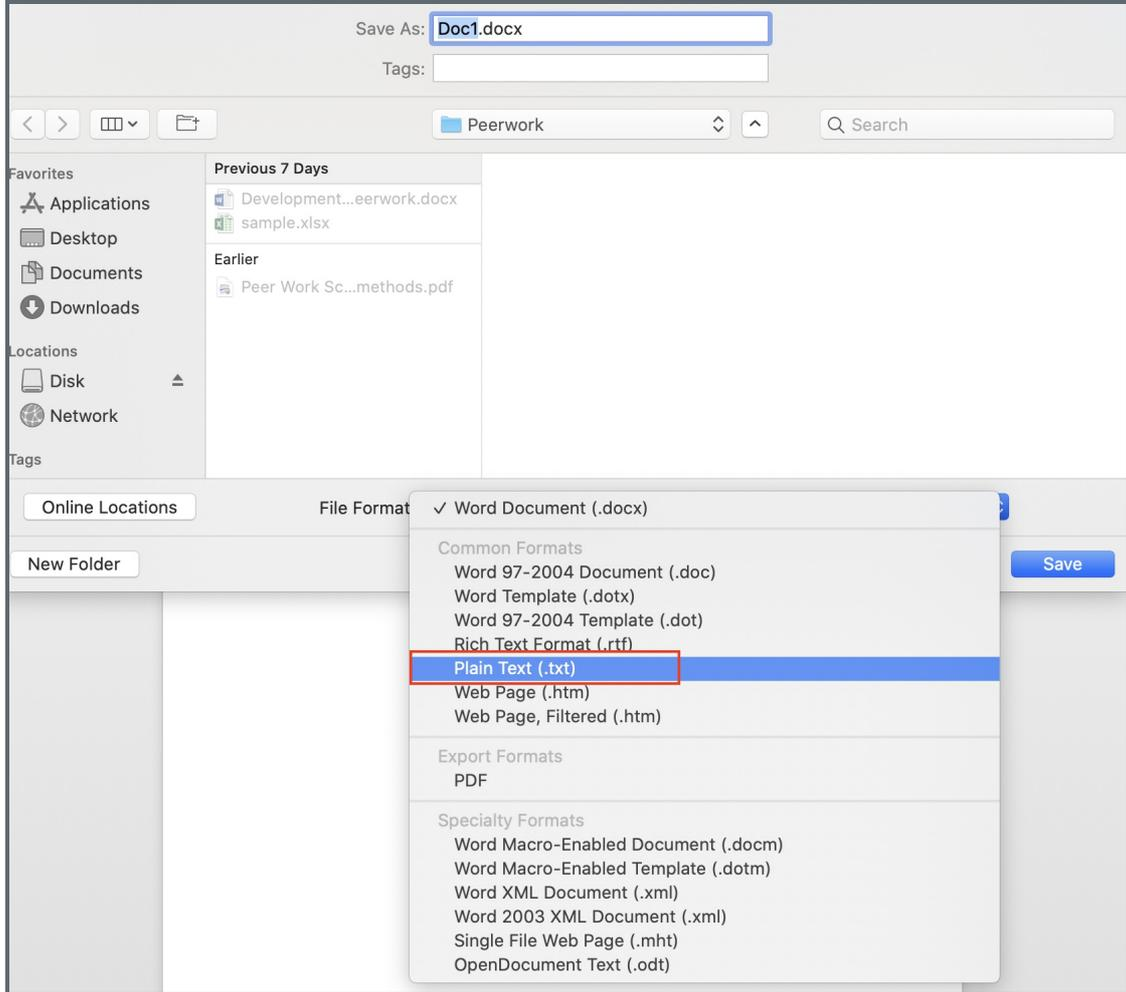 Save As: Doc1.docx
Tags:
Peerwork
Search
Favorites
Applications
Desktop
Documents
Downloads
Locations
Disk
Network
Tags
Previous 7 Days
Development...eerwork.docx
sample.xlsx
Earlier
Peer Work Sc...methods.pdf
Online Locations
File Format
✓ Word Document (.docx)
Common Formats
Word 97-2004 Document (.doc)
Word Template (.dotx)
Word 97-2004 Template (.dot)
Rich Text Format (.rtf)
Plain Text (.txt)
Web Page (.htm)
Web Page, Filtered (.htm)
Export Formats
PDF
Specialty Formats
Word Macro-Enabled Document (.docm)
Word Macro-Enabled Template (.dotm)
Word XML Document (.xml)
Word 2003 XML Document (.xml)
Single File Web Page (.mht)
OpenDocument Text (.odt)
New Folder
Save